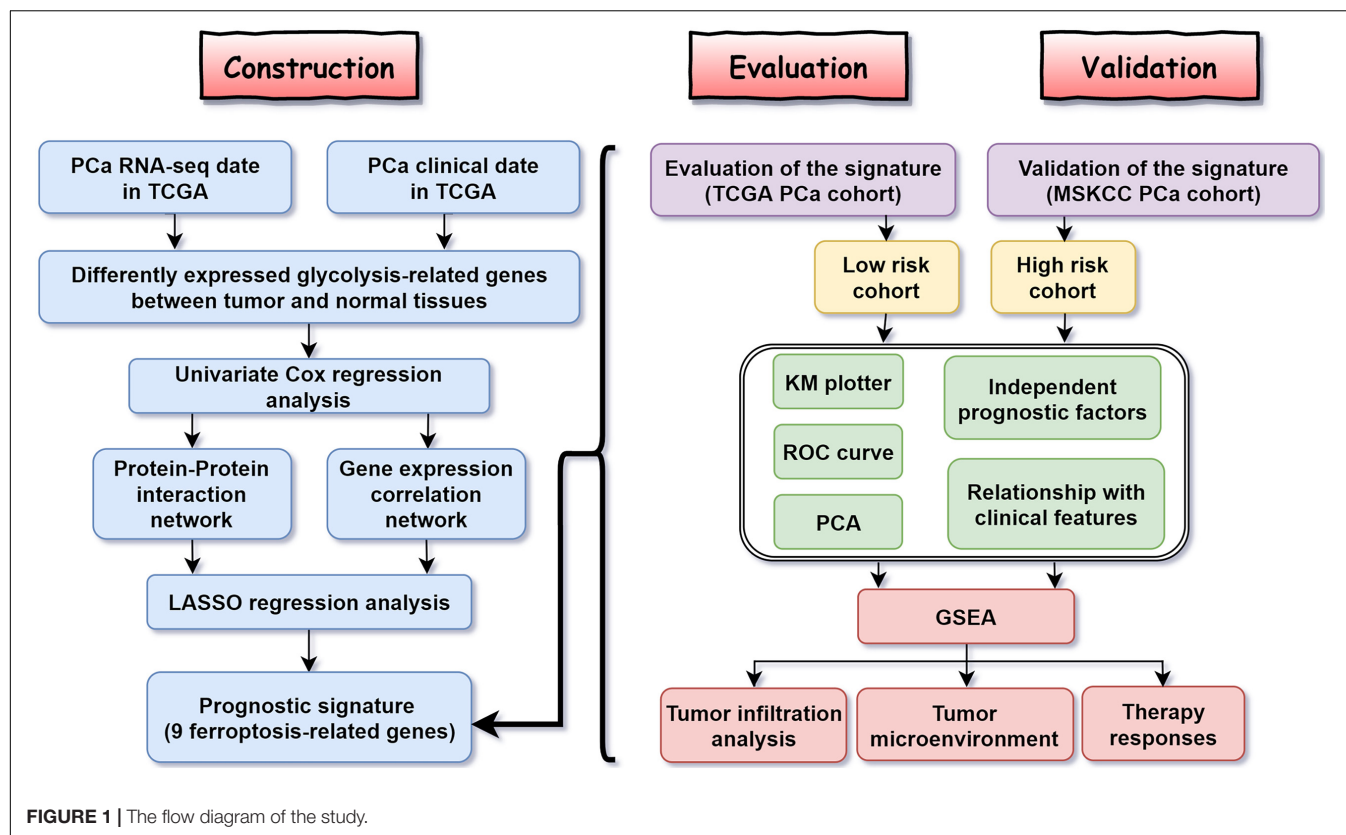 Construction
Evaluation
Validation
PCa RNA-seq date
in TCGA
PCa clinical date
in TCGA
Differently expressed glycolysis-related genes
between tumor and normal tissues
Univariate Cox regression
analysis
Protein-Protein
interaction
network
Gene expression
correlation
network
LASSO regression analysis
Prognostic signature
(9 ferroptosis-related genes)
Evaluation of the signature
(TCGA PCa cohort)
Validation of the signature
(MSKCC PCa cohort)
Low risk
cohort
High risk
cohort
KM plotter
ROC curve
PCA
Independent
prognostic factors
Relationship with
clinical features
GSEA
Tumor infiltration
analysis
Tumor
microenvironment
Therapy
responses
FIGURE 1 | The flow diagram of the study.